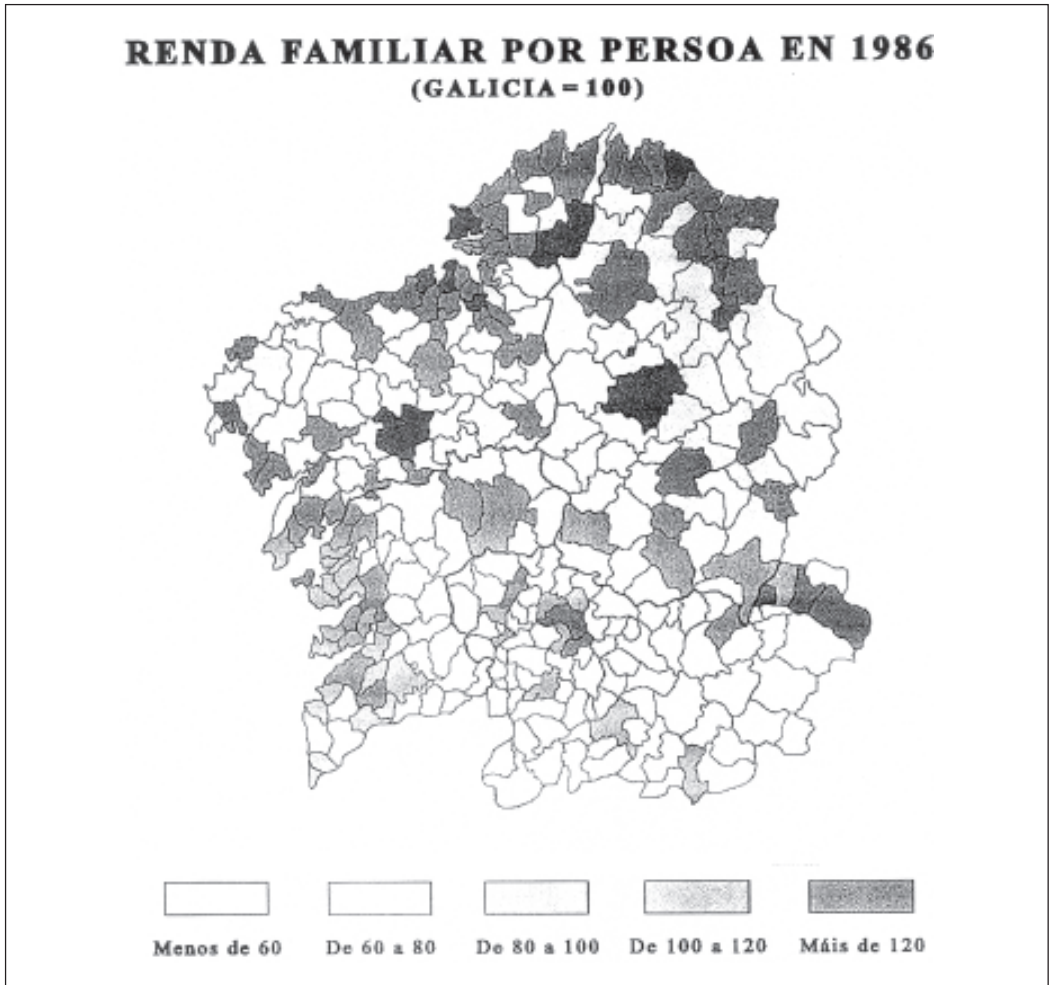 RENDA FAMILIAR POR PERSOA EN 1986
(GALICIA = 100)
Menos de 60 De 60 a 80 De 80 a 100 De 100 a 120 Máis de 120